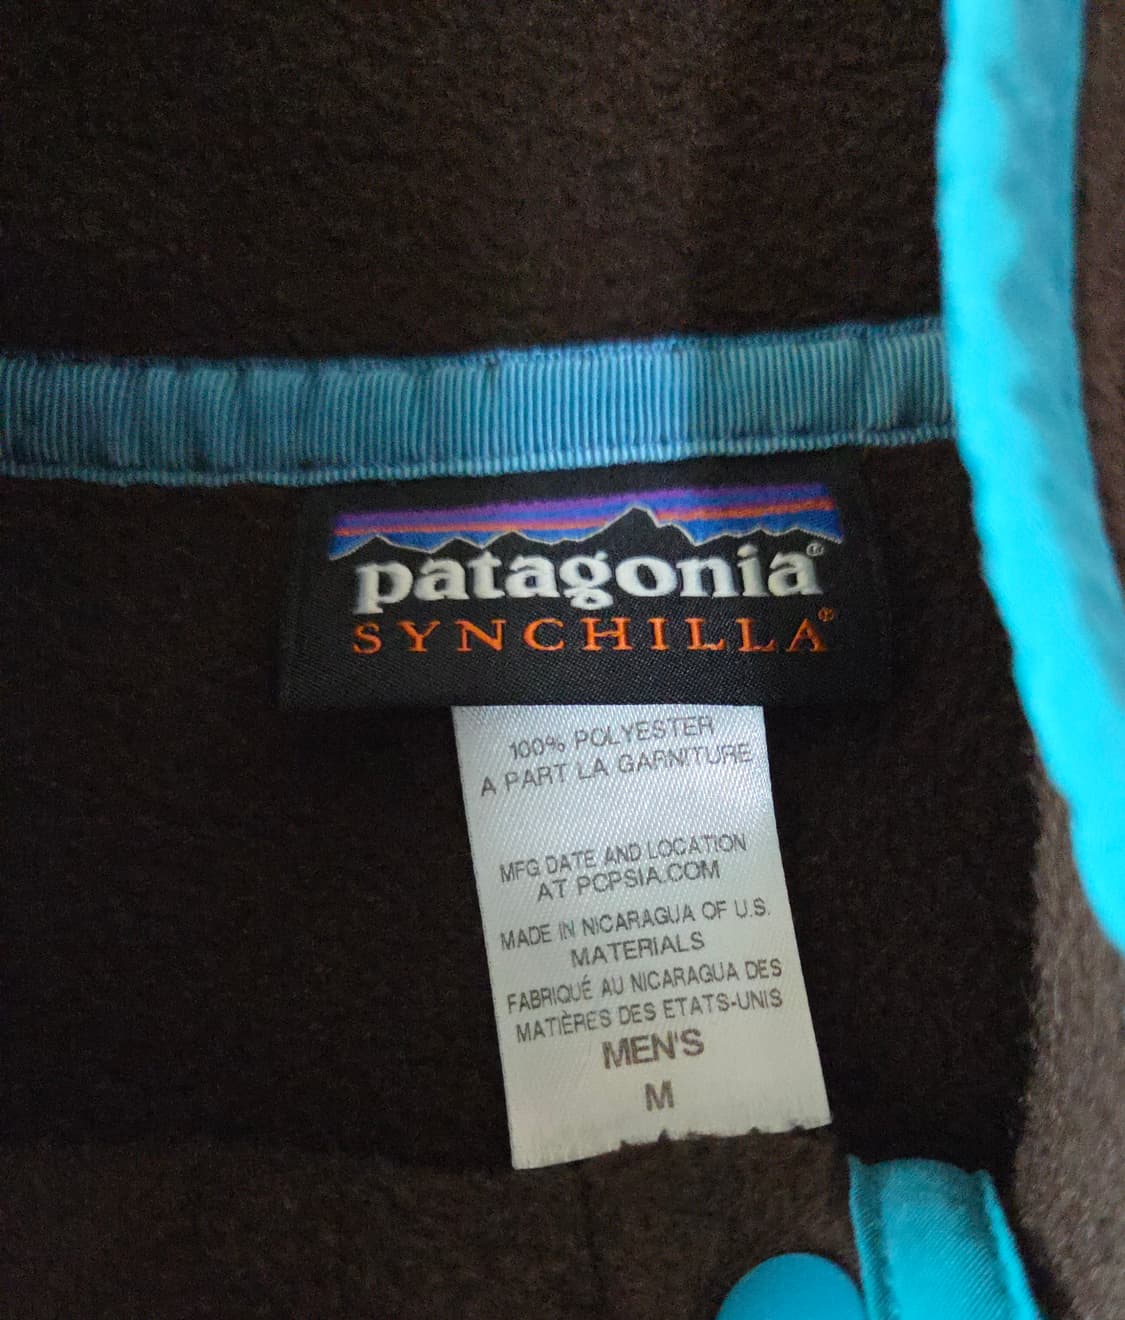 patagonia®
SYNCHILLA®
100% POLYESTER
A PART LA GARNITURE
MFG DATE AND LOCATION
AT PCPSIA.COM
MADE IN NICARAGUA OF U.S.
MATERIALS
FABRIQUÉ AU NICARAGUA DES
MATIÈRES DES ETATS-UNIS
MEN'S
M